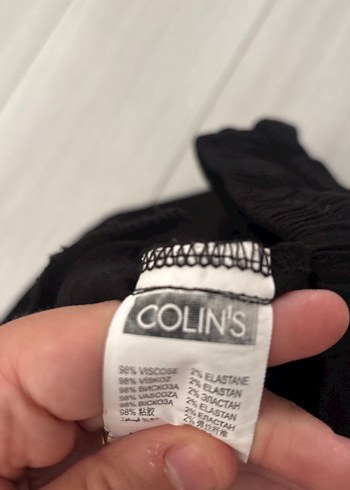 COLIN'S
98% VISCOSE 2% ELASTANE
98% VISKOZ 2% ELASTAN
98% ВИСКОЗА 2% ЭЛАСТАН
98% VASCOZA 2% ELASTAN
98% ВІСКОЗА 2% ЕЛАСТАН
98% 粘胶 2%